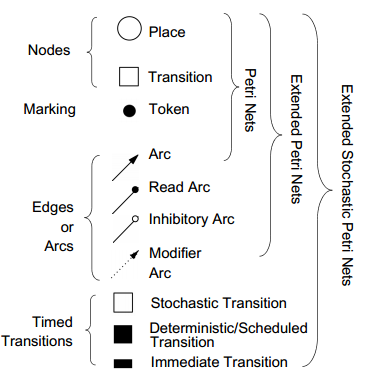 Nodes
Place
Transition
Marking
Token
Edges
or
Arcs
Arc
Read Arc
Inhibitory Arc
Modifier
Arc
Timed
Transitions
Stochastic Transition
Deterministic/Scheduled
Transition
Immediate Transition
Petri Nets
Extended Petri Nets
Extended Stochastic Petri Nets